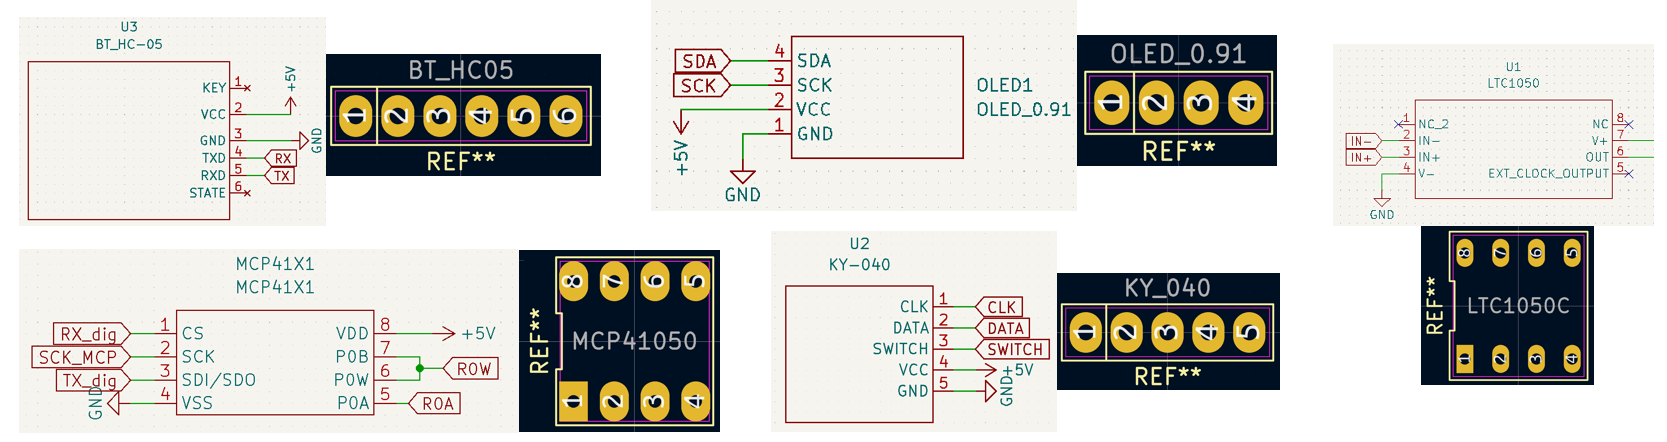 U3
BT_HC-05
KEY 1
VCC 2
+5V
GND 3
GND
TXD 4
RX
RXD 5
TX
STATE 6
BT_HC05
1 2 3 4 5 6
REF**
SDA
4 SDA
SCK
3 SCK
2 VCC
1 GND
+5V
GND
OLED1
OLED_0.91
OLED_0.91
1 2 3 4
REF**
U1
LTC1050
1 NC_2
NC 8
IN-
2 IN-
V+ 7
IN+
3 IN+
OUT 6
4 V-
EXT_CLOCK_OUTPUT 5
GND
MCP41X1
MCP41X1
RX_dig
1 CS
VDD 8
+5V
SCK_MCP
2 SCK
P0B 7
TX_dig
3 SDI/SDO
P0W 6
R0W
GND
4 VSS
P0A 5
R0A
8 7 6 5
REF**
MCP41050
1 2 3 4
U2
KY-040
CLK 1
CLK
DATA 2
DATA
SWITCH 3
SWITCH
VCC 4
+5V
GND 5
GND
KY_040
1 2 3 4 5
REF**
8 7 6 5
REF**
LTC1050C
1 2 3 4